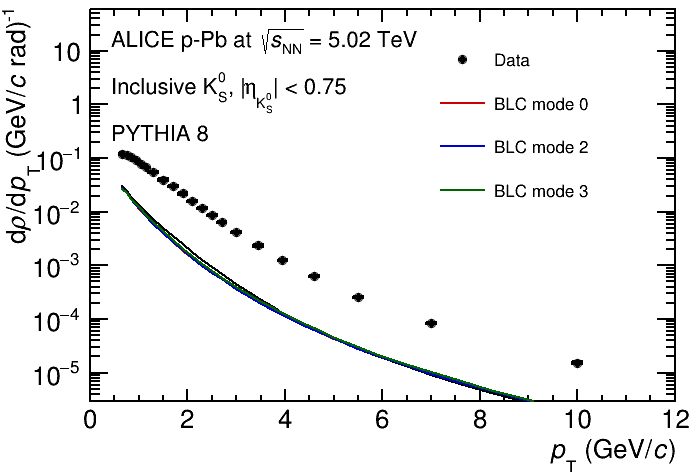 ALICE p-Pb at √s_NN = 5.02 TeV
Inclusive K⁰_S, |η_K⁰_S| < 0.75
PYTHIA 8
Data
BLC mode 0
BLC mode 2
BLC mode 3
dρ/dp_T (GeV/c rad)⁻¹
10
1
10⁻¹
10⁻²
10⁻³
10⁻⁴
10⁻⁵
0 2 4 6 8 10 12
p_T (GeV/c)